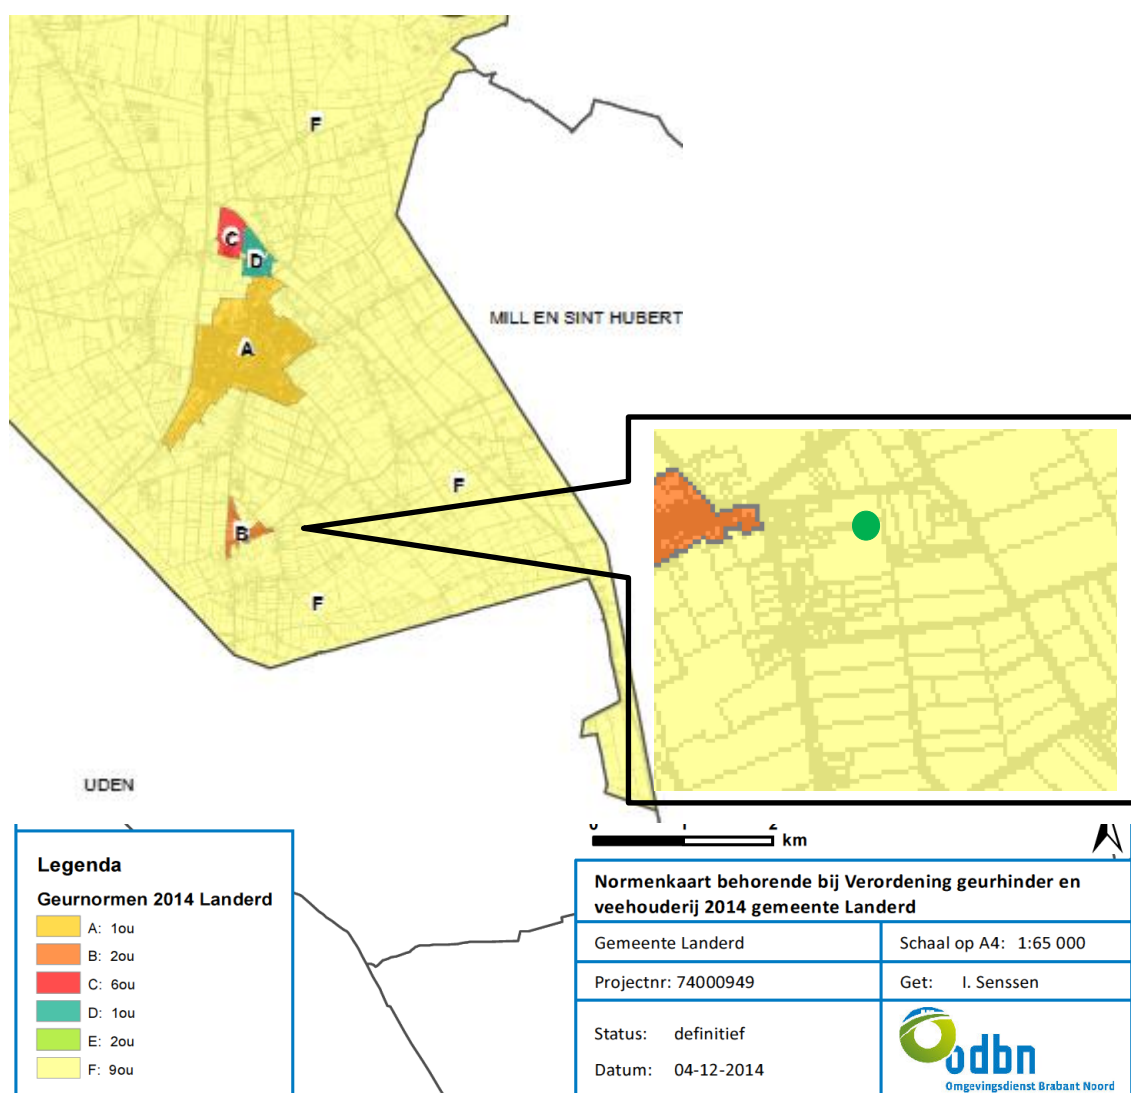 F
C
D
MILL EN SINT HUBERT
A
F
B
F
UDEN
0 1 2
km
Legenda
Geurnormen 2014 Landerd
A: 1ou
B: 2ou
C: 6ou
D: 1ou
E: 2ou
F: 9ou
Normenkaart behorende bij Verordening geurhinder en
veehouderij 2014 gemeente Landerd
Gemeente Landerd
Schaal op A4: 1:65 000
Projectnr: 74000949
Get: I. Senssen
Status: definitief
Datum: 04-12-2014
odbn
Omgevingsdienst Brabant Noord